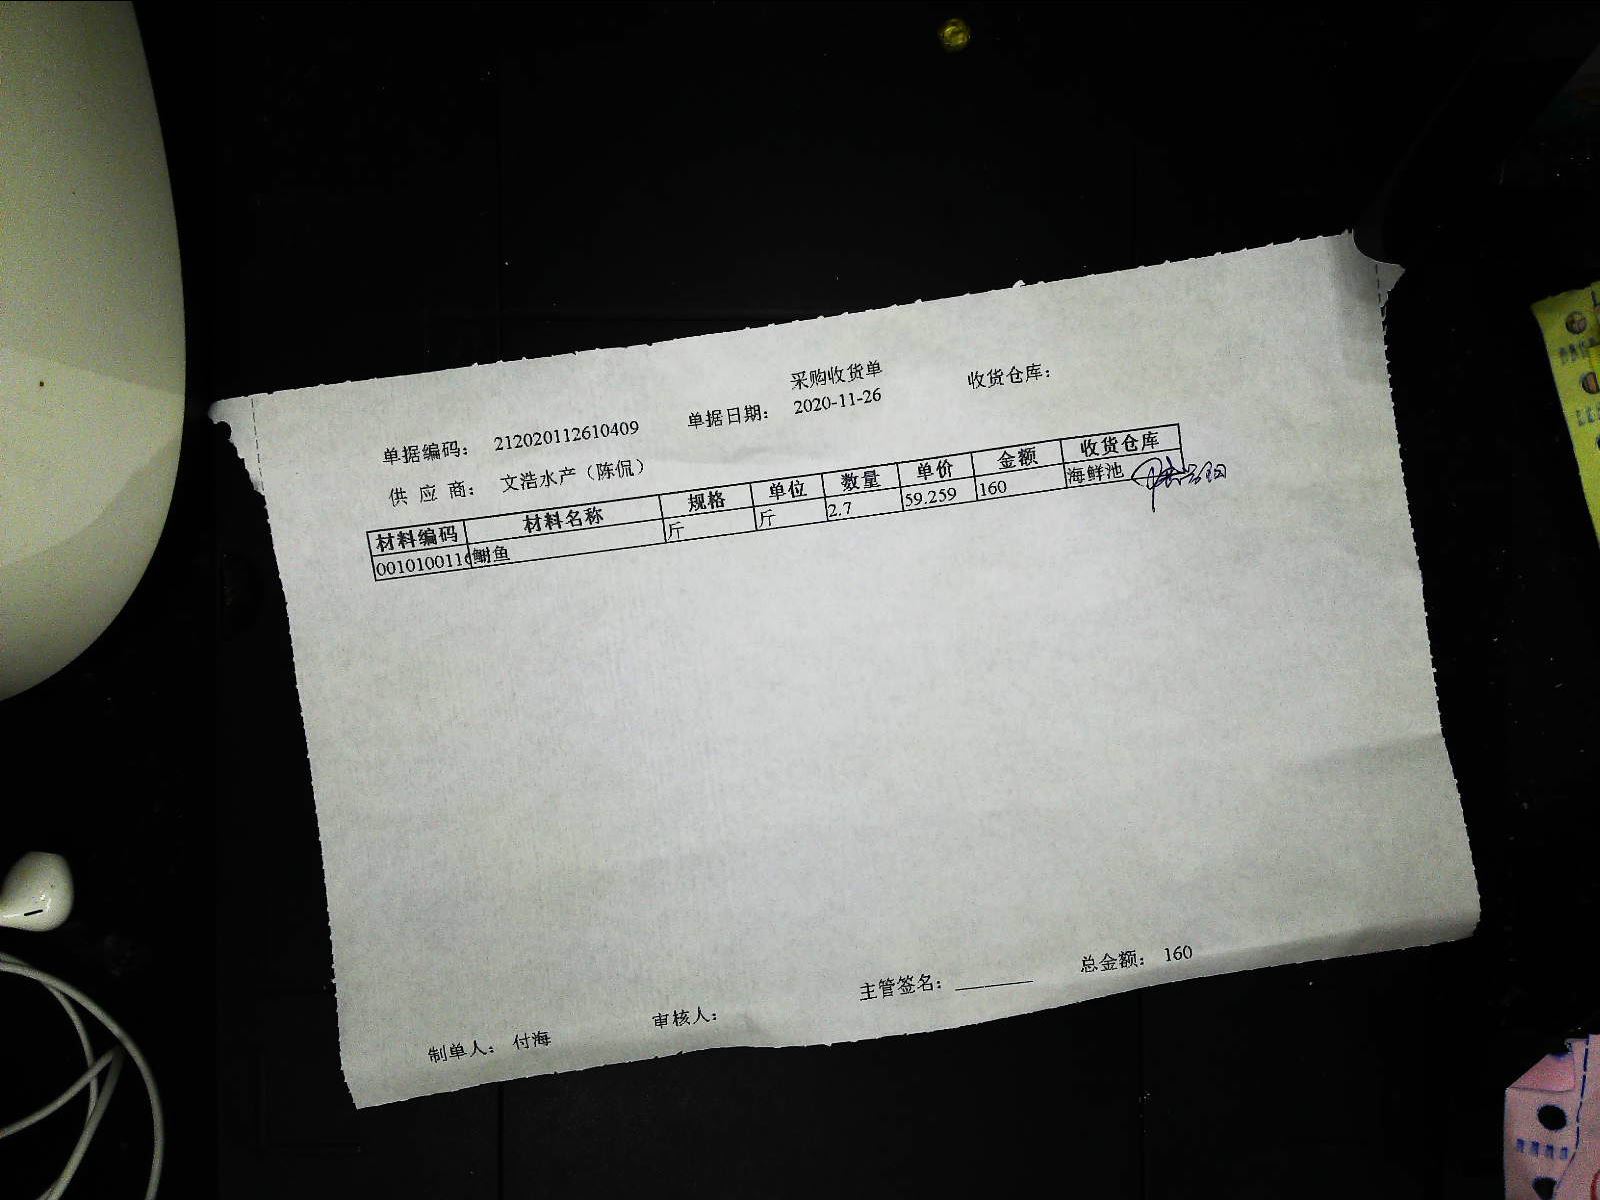 采购收货单
单据编码: 212020112610409 单据日期: 2020-11-26 收货仓库:
供 应 商: 文浩水产（陈侃）
材料编码 材料名称 规格 单位 数量 单价 金额 收货仓库
001010011 鲥鱼 斤 斤 2.7 59.259 160 海鲜池
制单人: 付海 审核人: 主管签名: 总金额: 160